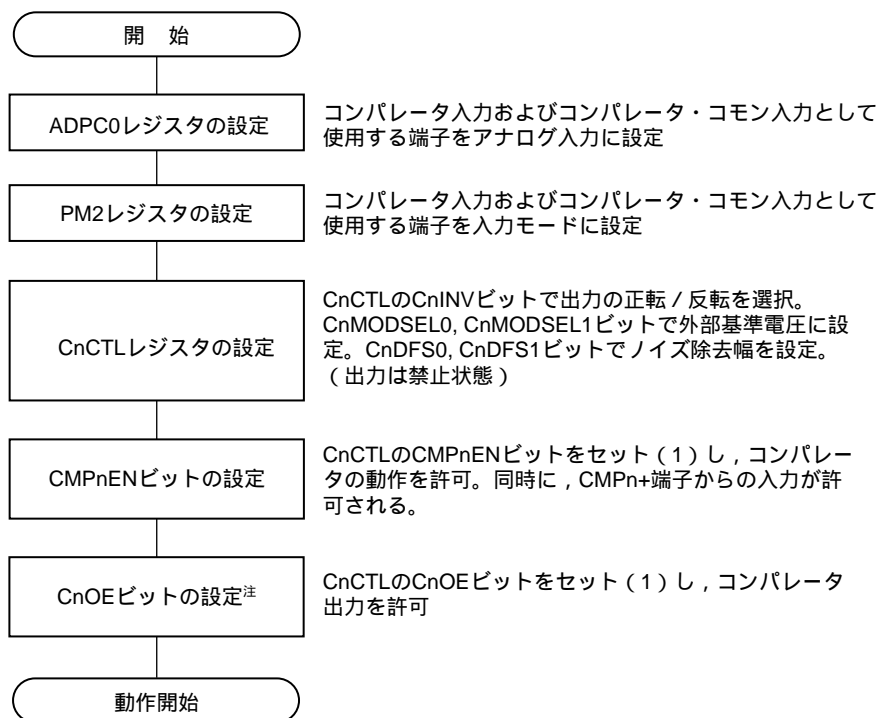 開　始
ADPC0レジスタの設定
コンパレータ入力およびコンパレータ・コモン入力として
使用する端子をアナログ入力に設定
PM2レジスタの設定
コンパレータ入力およびコンパレータ・コモン入力として
使用する端子を入力モードに設定
CnCTLレジスタの設定
CnCTLのCnINVビットで出力の正転／反転を選択。
CnMODSEL0, CnMODSEL1ビットで外部基準電圧に設
定。CnDFS0, CnDFS1ビットでノイズ除去幅を設定。
（出力は禁止状態）
CMPnENビットの設定
CnCTLのCMPnENビットをセット（1）し，コンパレー
タの動作を許可。同時に，CMPn+端子からの入力が許
可される。
CnOEビットの設定注
CnCTLのCnOEビットをセット（1）し，コンパレータ
出力を許可
動作開始